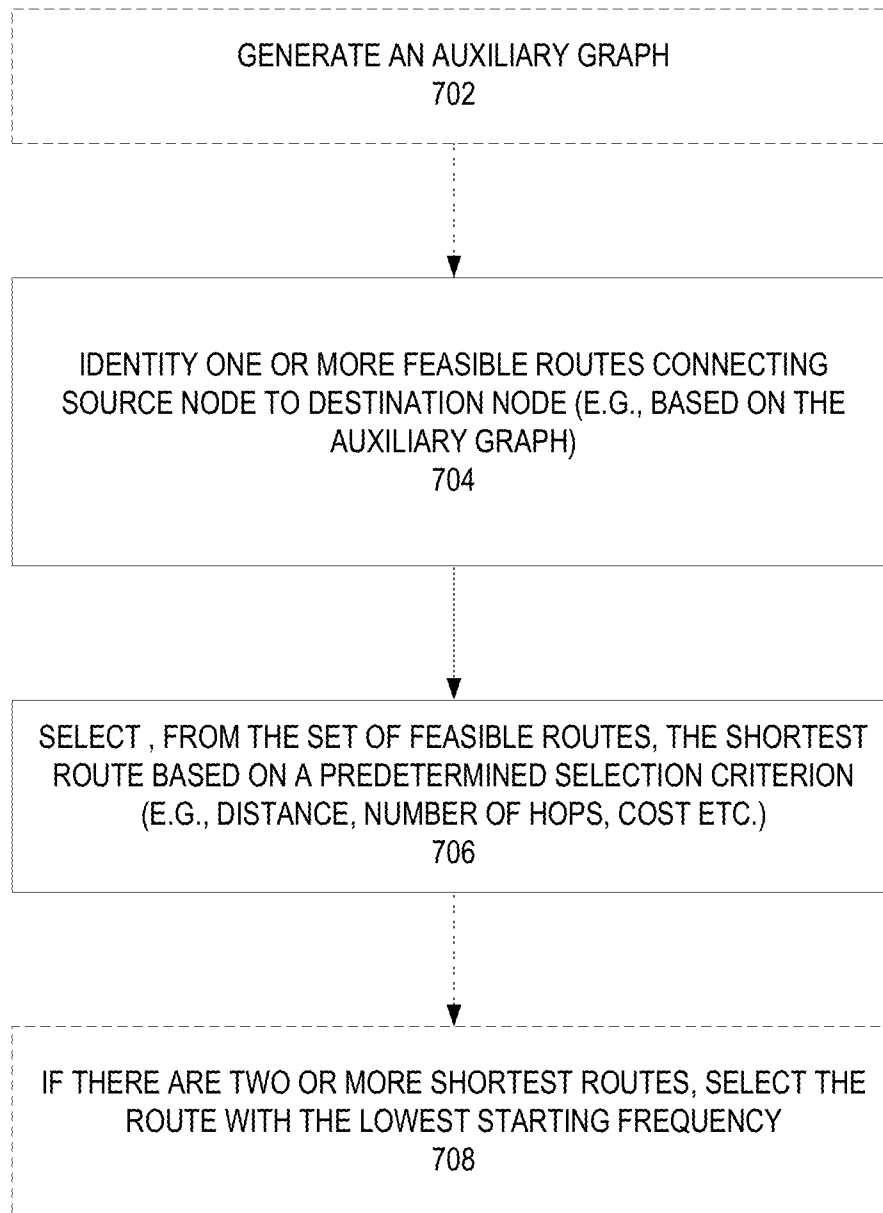 GENERATE AN AUXILIARY GRAPH
702
IDENTITY ONE OR MORE FEASIBLE ROUTES CONNECTING
SOURCE NODE TO DESTINATION NODE (E.G., BASED ON THE
AUXILIARY GRAPH)
704
SELECT , FROM THE SET OF FEASIBLE ROUTES, THE SHORTEST
ROUTE BASED ON A PREDETERMINED SELECTION CRITERION
(E.G., DISTANCE, NUMBER OF HOPS, COST ETC.)
706
IF THERE ARE TWO OR MORE SHORTEST ROUTES, SELECT THE
ROUTE WITH THE LOWEST STARTING FREQUENCY
708